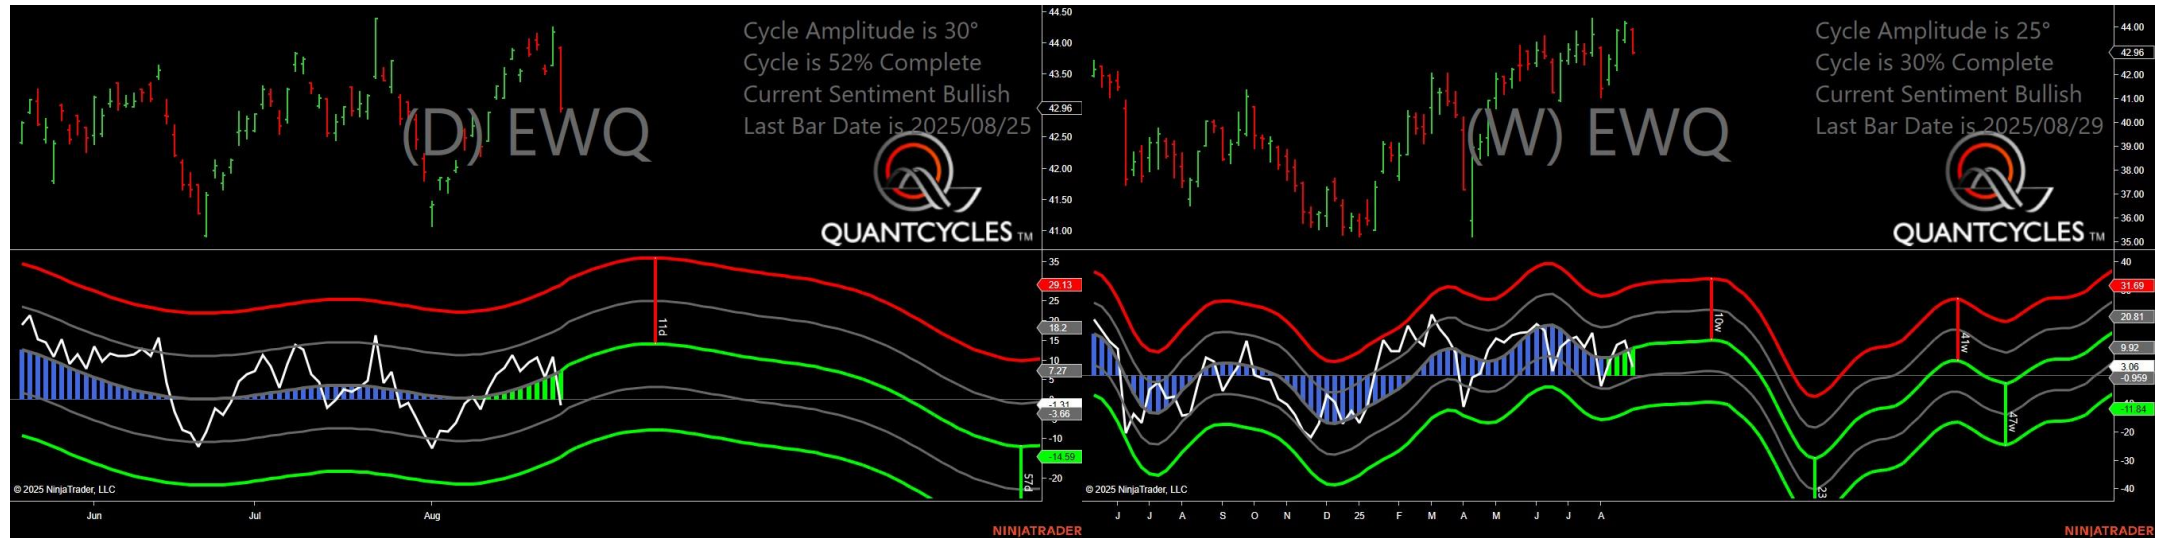 Cycle Amplitude is 30°
Cycle is 52% Complete
Current Sentiment Bullish
Last Bar Date is 2025/08/25
(D) EWQ
QUANTCYCLES TM
44.50
44.00
43.50
42.96
42.50
42.00
41.50
41.00
35
29.13
25
18.2
15
10
7.27
5
-1.31
-3.66
-10
-14.59
-20
11d
57d
© 2025 NinjaTrader, LLC
Jun
Jul
Aug
NINJATRADER
Cycle Amplitude is 25°
Cycle is 30% Complete
Current Sentiment Bullish
Last Bar Date is 2025/08/29
(W) EWQ
QUANTCYCLES TM
44.00
42.96
42.00
41.00
40.00
39.00
38.00
37.00
36.00
35.00
40
31.69
20.81
9.92
3.06
-0.959
-11.84
-20
-30
-40
10w
41w
23
47w
© 2025 NinjaTrader, LLC
J J A S O N D 25 F M A M J J A
NINJATRADER